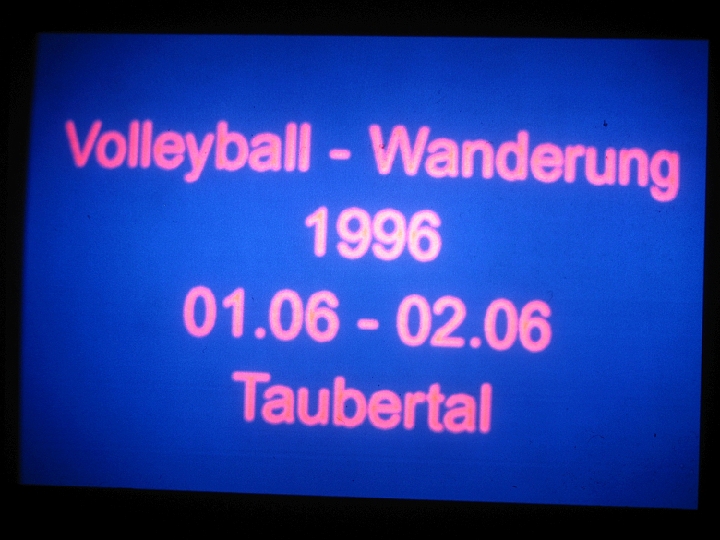 Volleyball - Wanderung
1996
01.06 - 02.06
Taubertal